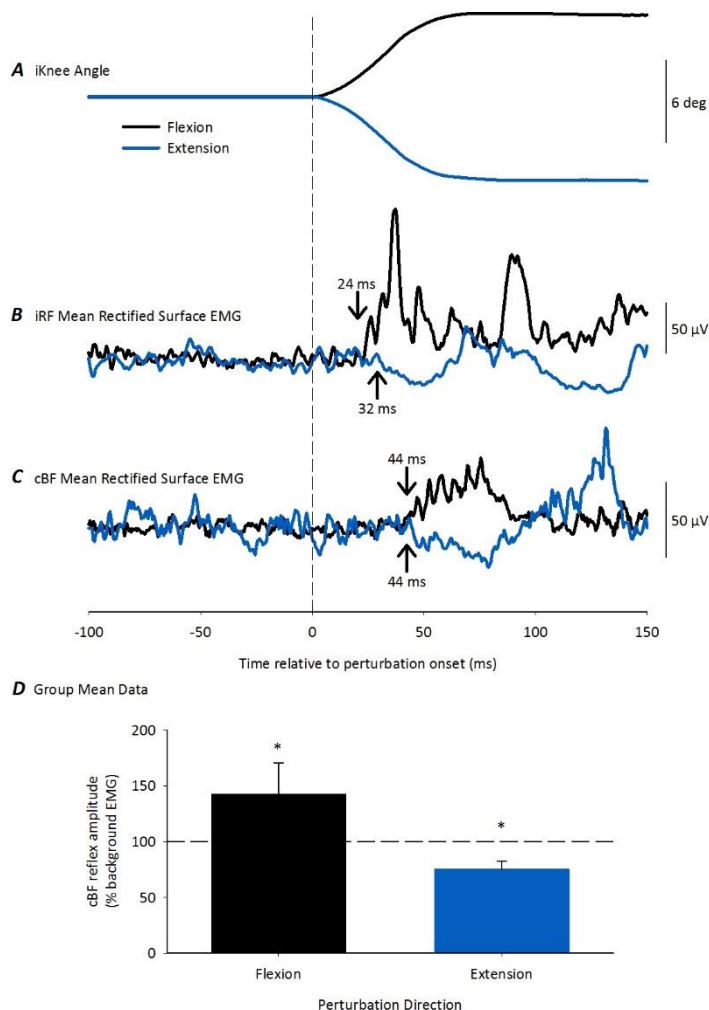 A iKnee Angle
6 deg
Flexion
Extension
24 ms
B iRF Mean Rectified Surface EMG
50 µV
32 ms
44 ms
C cBF Mean Rectified Surface EMG
50 µV
44 ms
-100 -50 0 50 100 150
Time relative to perturbation onset (ms)
D Group Mean Data
cBF reflex amplitude
(% background EMG)
200
*
150
*
100
50
0
Flexion Extension
Perturbation Direction